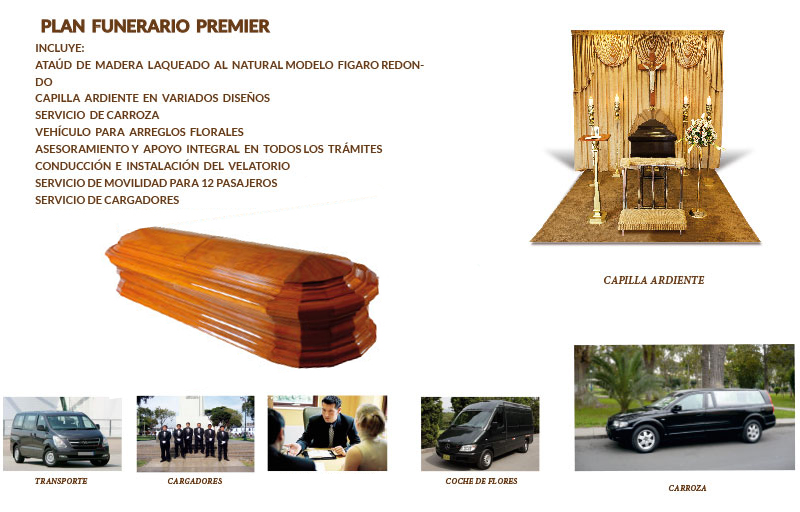 PLAN FUNERARIO PREMIER
INCLUYE:
ATAÚD DE MADERA LAQUEADO AL NATURAL MODELO FIGARO REDON-
DO
CAPILLA ARDIENTE EN VARIADOS DISEÑOS
SERVICIO DE CARROZA
VEHÍCULO PARA ARREGLOS FLORALES
ASESORAMIENTO Y APOYO INTEGRAL EN TODOS LOS TRÁMITES
CONDUCCIÓN E INSTALACIÓN DEL VELATORIO
SERVICIO DE MOVILIDAD PARA 12 PASAJEROS
SERVICIO DE CARGADORES
CAPILLA ARDIENTE
TRANSPORTE
CARGADORES
COCHE DE FLORES
CARROZA